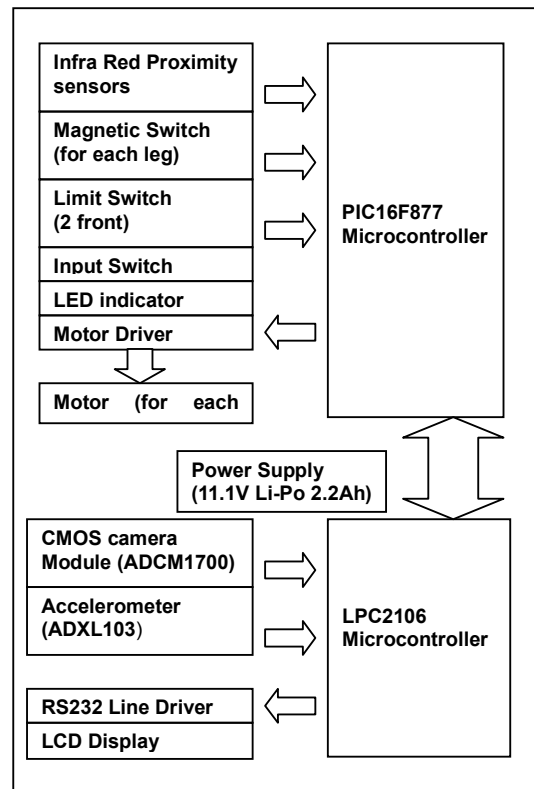 Infra Red Proximity
sensors
Magnetic Switch
(for each leg)
Limit Switch
(2 front)
Input Switch
LED indicator
Motor Driver
Motor (for each
PIC16F877
Microcontroller
Power Supply
(11.1V Li-Po 2.2Ah)
CMOS camera
Module (ADCM1700)
Accelerometer
(ADXL103)
LPC2106
Microcontroller
RS232 Line Driver
LCD Display